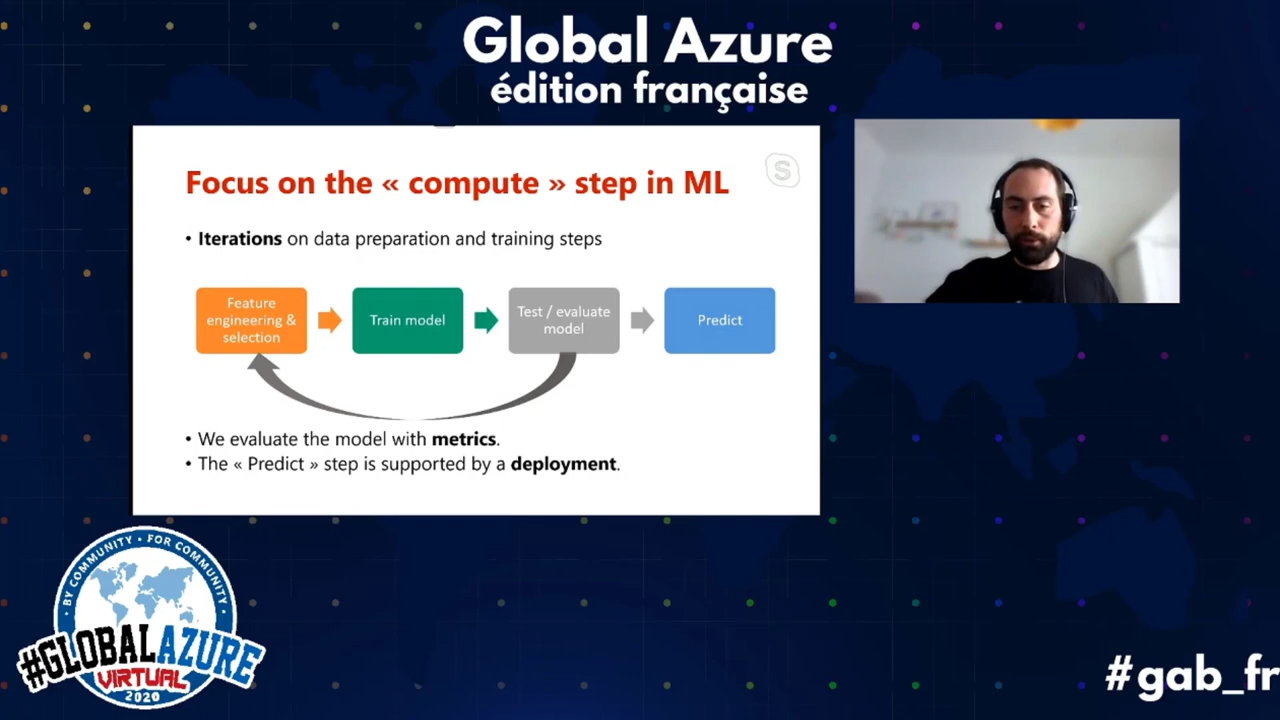 Global Azure
édition française
Focus on the « compute » step in ML
S
• Iterations on data preparation and training steps
Feature
engineering &
selection
Train model
Test / evaluate
model
Predict
• We evaluate the model with metrics.
• The « Predict » step is supported by a deployment.
• BY COMMUNITY • FOR COMMUNITY •
#GLOBALAZURE
VIRTUAL
2020
#gab_fr